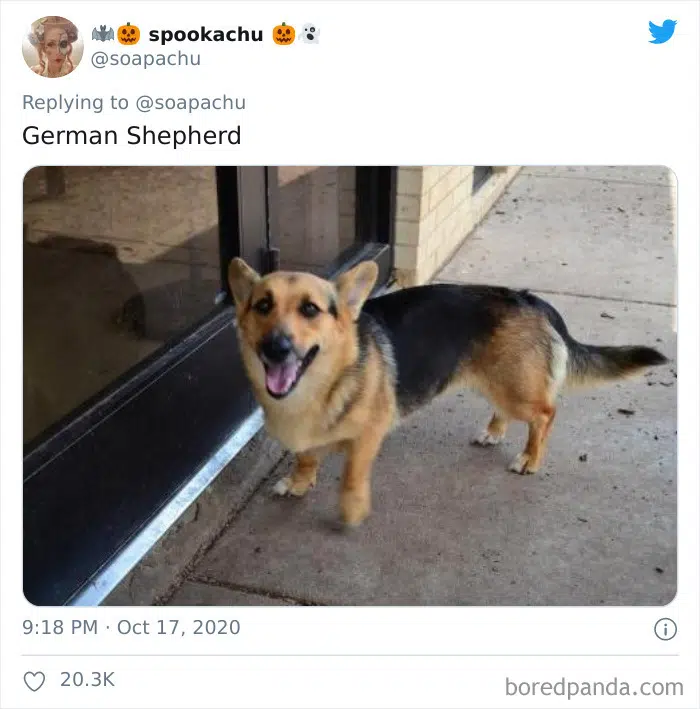 🦇🎃 spookachu 🎃👻
@soapachu
Replying to @soapachu
German Shepherd
9:18 PM · Oct 17, 2020
20.3K
boredpanda.com